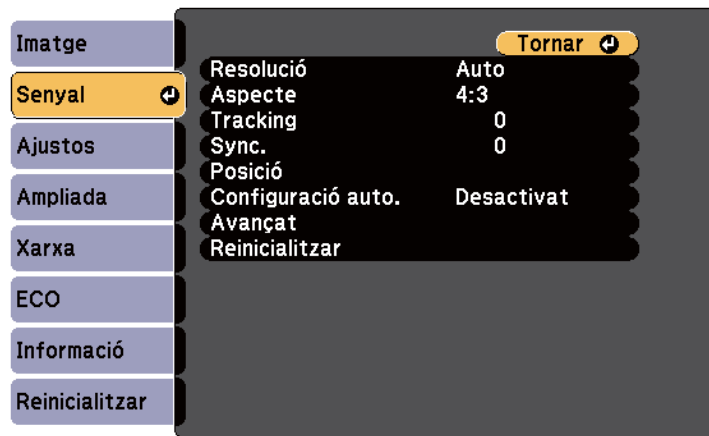 Imatge
Senyal
Ajustos
Ampliada
Xarxa
ECO
Informació
Reinicialitzar
Tornar
Resolució Auto
Aspecte 4:3
Tracking 0
Sync. 0
Posició
Configuració auto. Desactivat
Avançat
Reinicialitzar